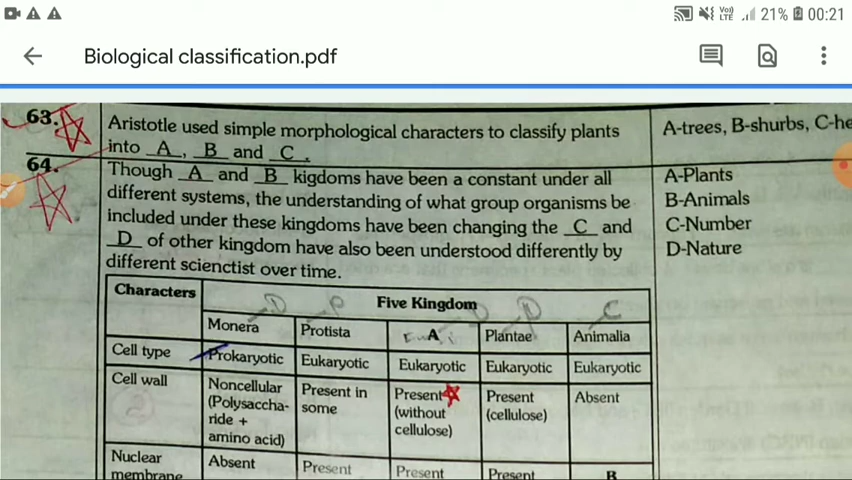 Vo)) LTE 21% 00:21
Biological classification.pdf
63. Aristotle used simple morphological characters to classify plants A-trees, B-shurbs, C-he
into A, B and C.
64. Though A and B kigdoms have been a constant under all A-Plants
different systems, the understanding of what group organisms be B-Animals
included under these kingdoms have been changing the C and C-Number
D of other kingdom have also been understood differently by D-Nature
different scienctist over time.
Characters Five Kingdom
Monera Protista A Plantae Animalia
Cell type Prokaryotic Eukaryotic Eukaryotic Eukaryotic Eukaryotic
Cell wall Noncellular Present in Present Present Absent
(Polysaccha- some (without (cellulose)
ride + cellulose)
amino acid)
Nuclear Absent Present Present Present B
membrane